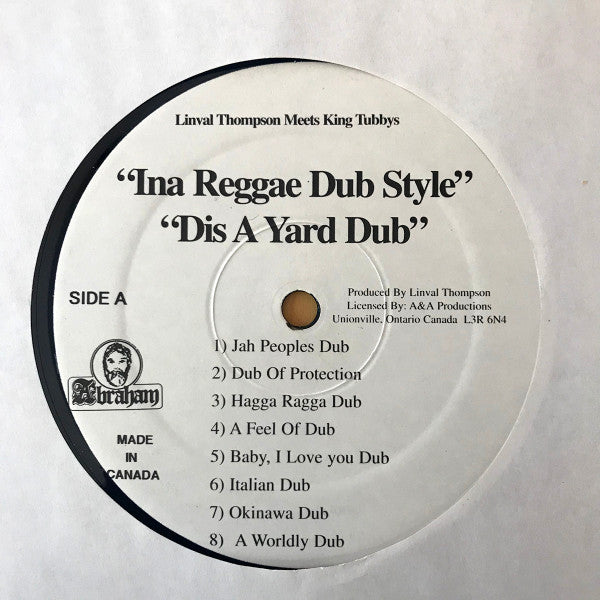 Linval Thompson Meets King Tubbys
“Ina Reggae Dub Style”
“Dis A Yard Dub”
SIDE A
Produced By Linval Thompson
Licensed By: A&A Productions
Unionville, Ontario Canada L3R 6N4
1) Jah Peoples Dub
2) Dub Of Protection
3) Hagga Ragga Dub
4) A Feel Of Dub
5) Baby, I Love you Dub
6) Italian Dub
7) Okinawa Dub
8) A Worldly Dub
Abraham
MADE
IN
CANADA